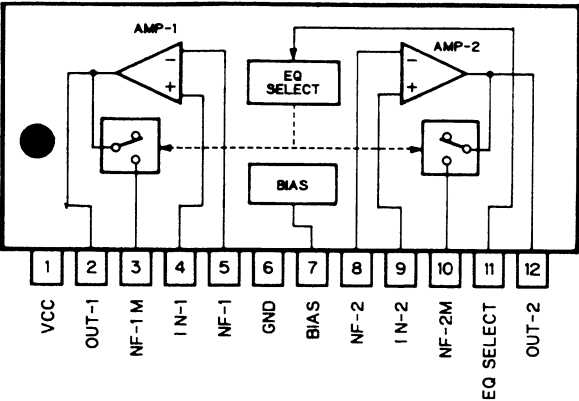 AMP-1
AMP-2
EQ
SELECT
BIAS
1 2 3 4 5 6 7 8 9 10 11 12
VCC
OUT-1
NF-1M
IN-1
NF-1
GND
BIAS
NF-2
IN-2
NF-2M
EQ SELECT
OUT-2